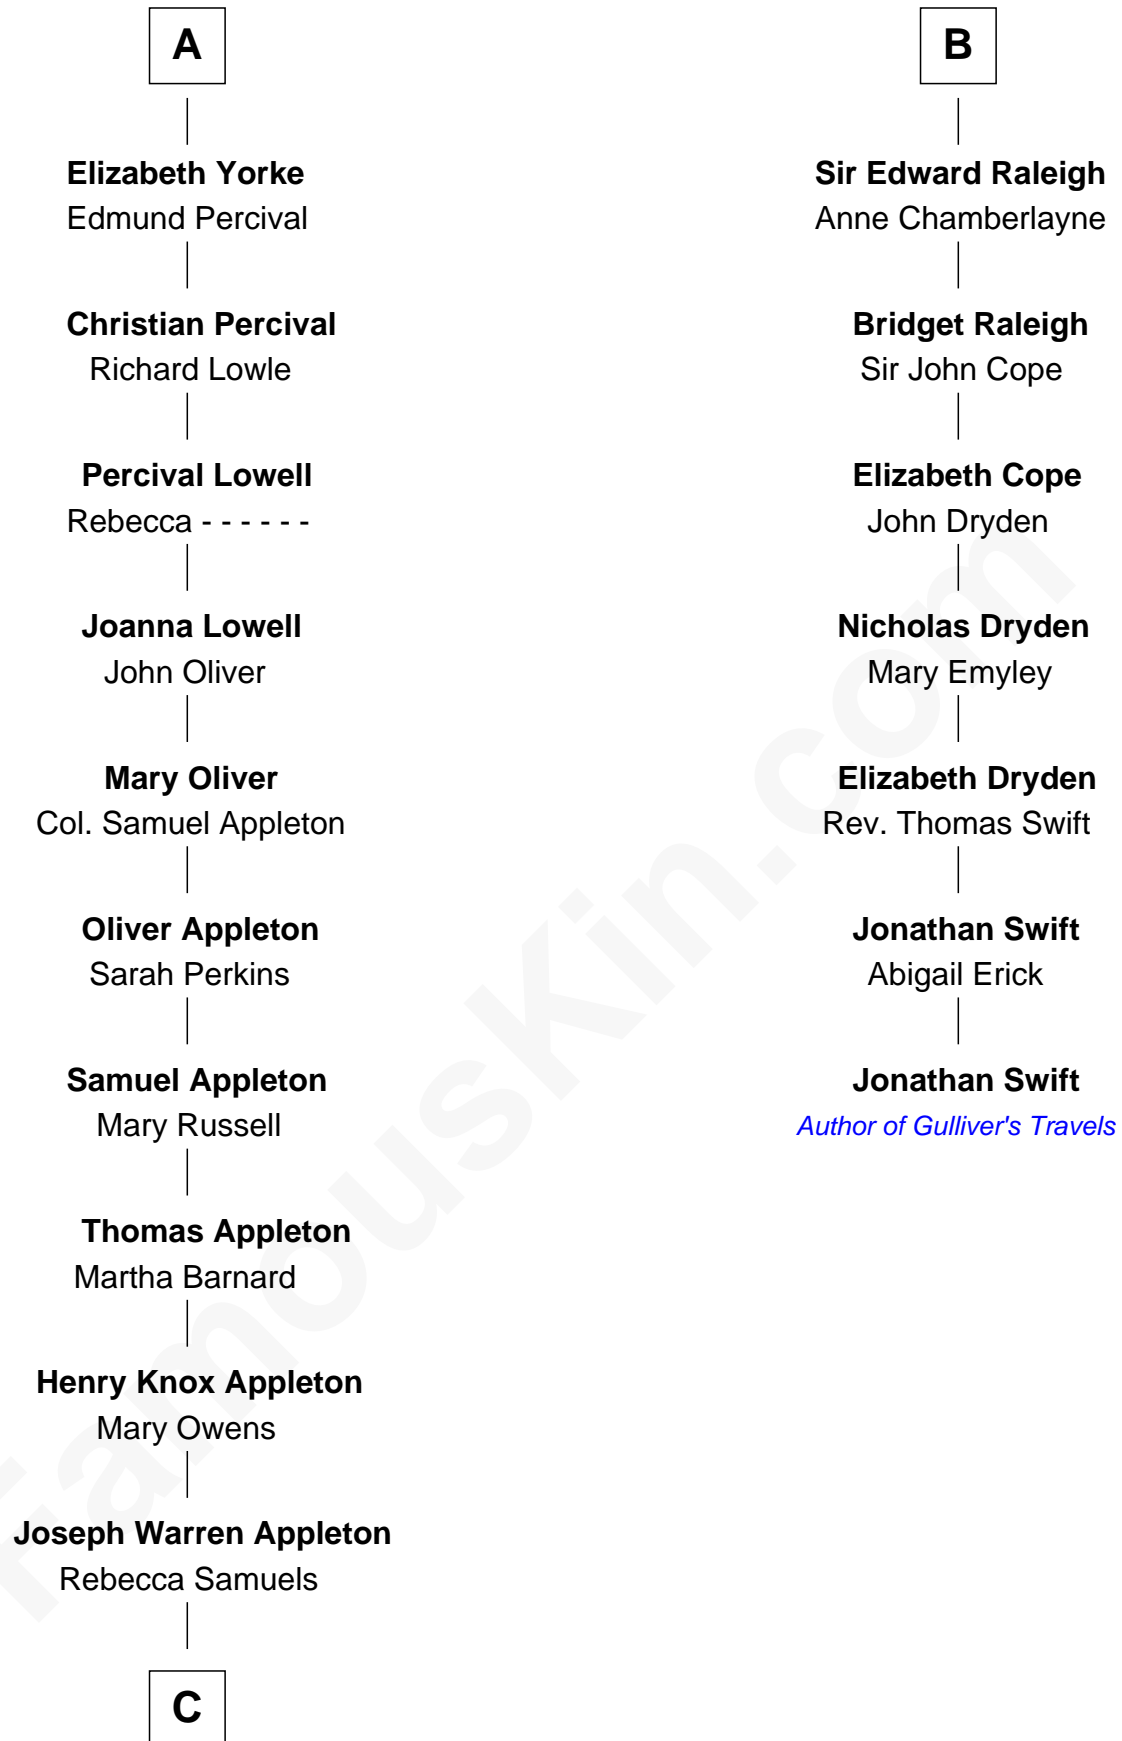 A
Elizabeth Yorke
Edmund Percival
Christian Percival
Richard Lowle
Percival Lowell
Rebecca - - - - - -
Joanna Lowell
John Oliver
Mary Oliver
Col. Samuel Appleton
Oliver Appleton
Sarah Perkins
Samuel Appleton
Mary Russell
Thomas Appleton
Martha Barnard
Henry Knox Appleton
Mary Owens
Joseph Warren Appleton
Rebecca Samuels
C
B
Sir Edward Raleigh
Anne Chamberlayne
Bridget Raleigh
Sir John Cope
Elizabeth Cope
John Dryden
Nicholas Dryden
Mary Emyley
Elizabeth Dryden
Rev. Thomas Swift
Jonathan Swift
Abigail Erick
Jonathan Swift
Author of Gulliver's Travels
FamousKin.com